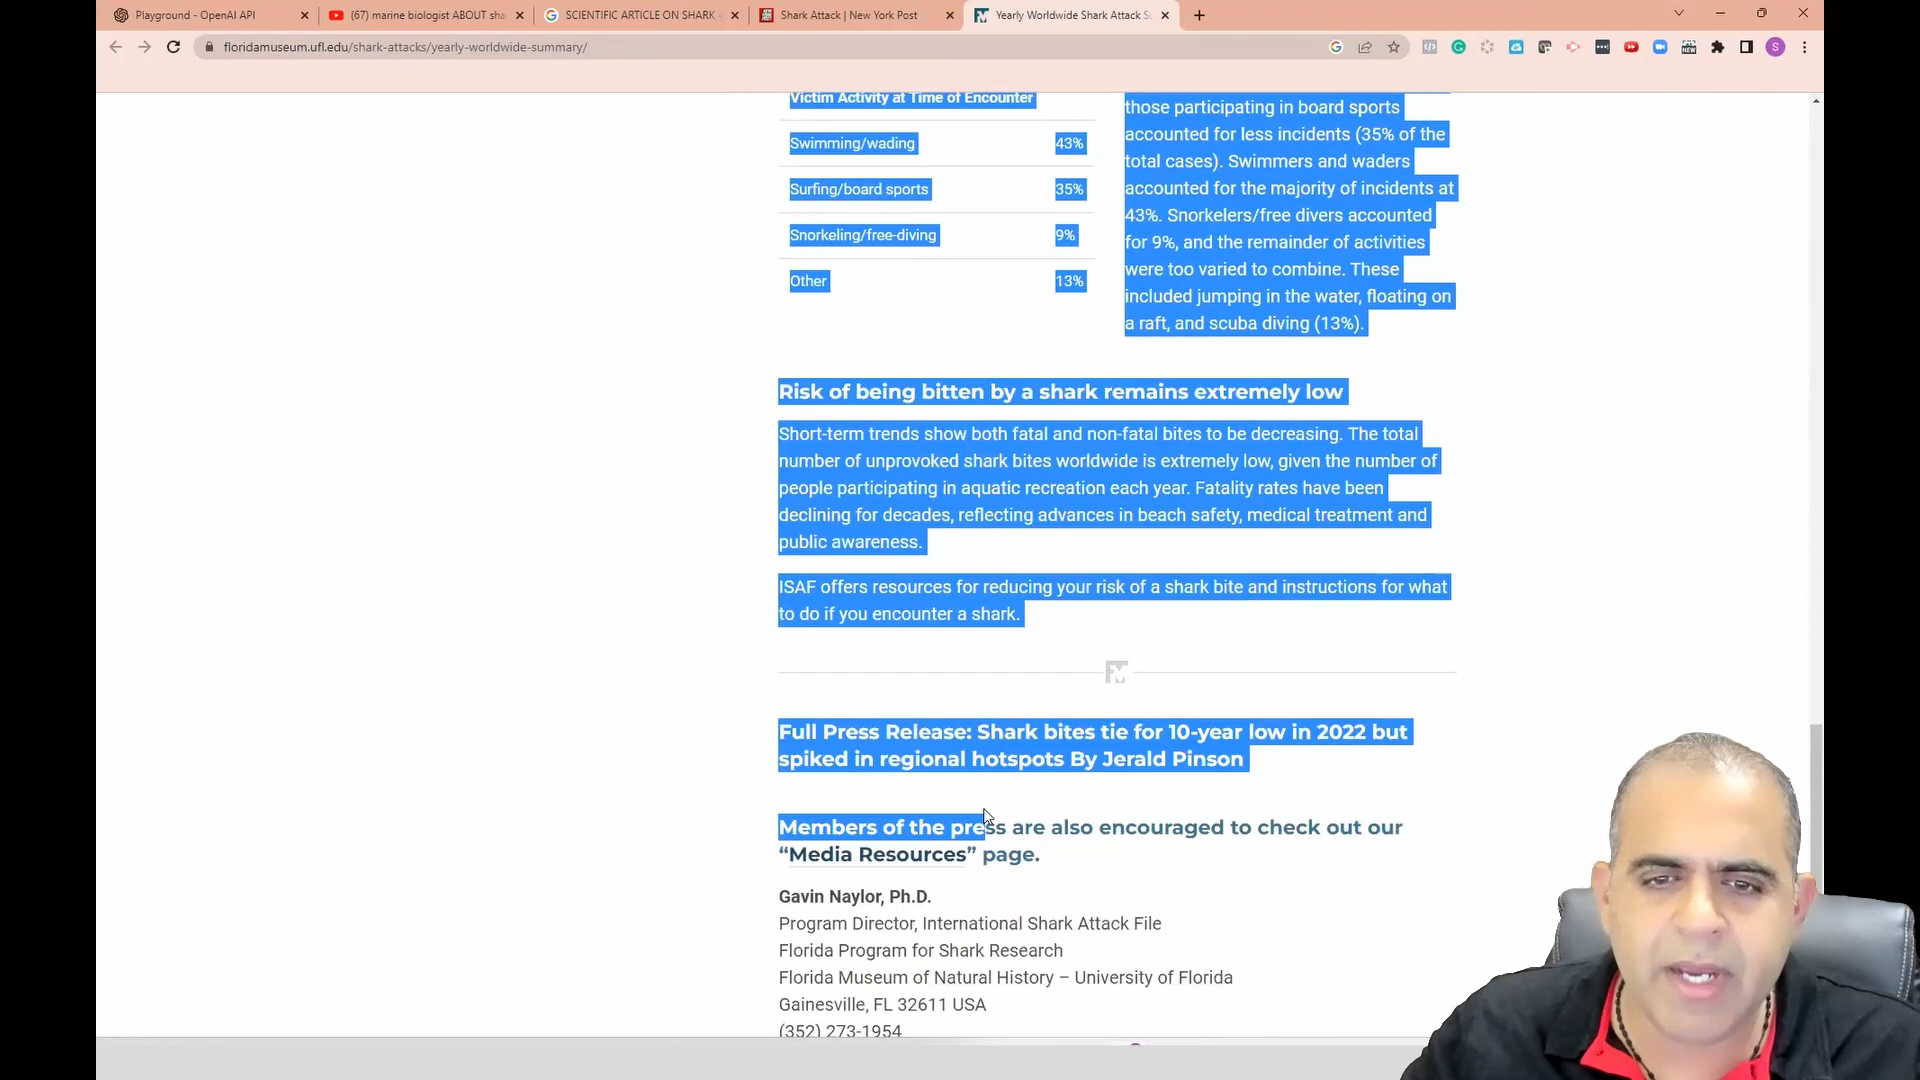 Playground - OpenAI API
(67) marine biologist ABOUT sha
SCIENTIFIC ARTICLE ON SHARK
Shark Attack | New York Post
Yearly Worldwide Shark Attack Su
floridamuseum.ufl.edu/shark-attacks/yearly-worldwide-summary/
S
Victim Activity at Time of Encounter
Swimming/wading 43%
Surfing/board sports 35%
Snorkeling/free-diving 9%
Other 13%
those participating in board sports
accounted for less incidents (35% of the
total cases). Swimmers and waders
accounted for the majority of incidents at
43%. Snorkelers/free divers accounted
for 9%, and the remainder of activities
were too varied to combine. These
included jumping in the water, floating on
a raft, and scuba diving (13%).
Risk of being bitten by a shark remains extremely low
Short-term trends show both fatal and non-fatal bites to be decreasing. The total
number of unprovoked shark bites worldwide is extremely low, given the number of
people participating in aquatic recreation each year. Fatality rates have been
declining for decades, reflecting advances in beach safety, medical treatment and
public awareness.
ISAF offers resources for reducing your risk of a shark bite and instructions for what
to do if you encounter a shark.
Full Press Release: Shark bites tie for 10-year low in 2022 but
spiked in regional hotspots By Jerald Pinson
Members of the press are also encouraged to check out our
“Media Resources” page.
Gavin Naylor, Ph.D.
Program Director, International Shark Attack File
Florida Program for Shark Research
Florida Museum of Natural History – University of Florida
Gainesville, FL 32611 USA
(352) 273-1954